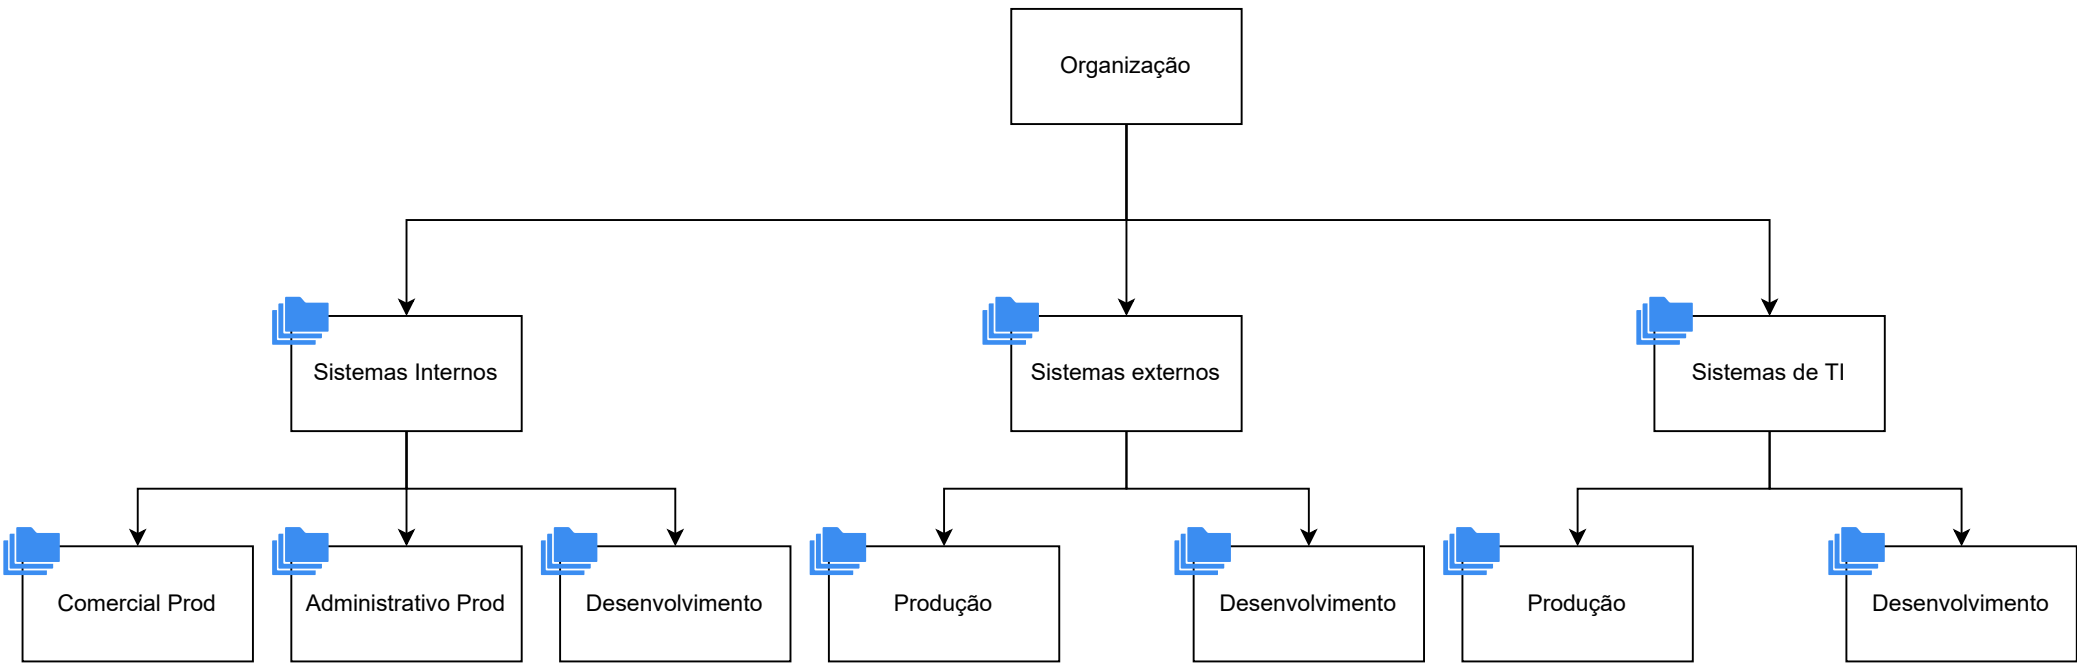 Organização
Sistemas Internos
Sistemas externos
Sistemas de TI
Comercial Prod
Administrativo Prod
Desenvolvimento
Produção
Desenvolvimento
Produção
Desenvolvimento